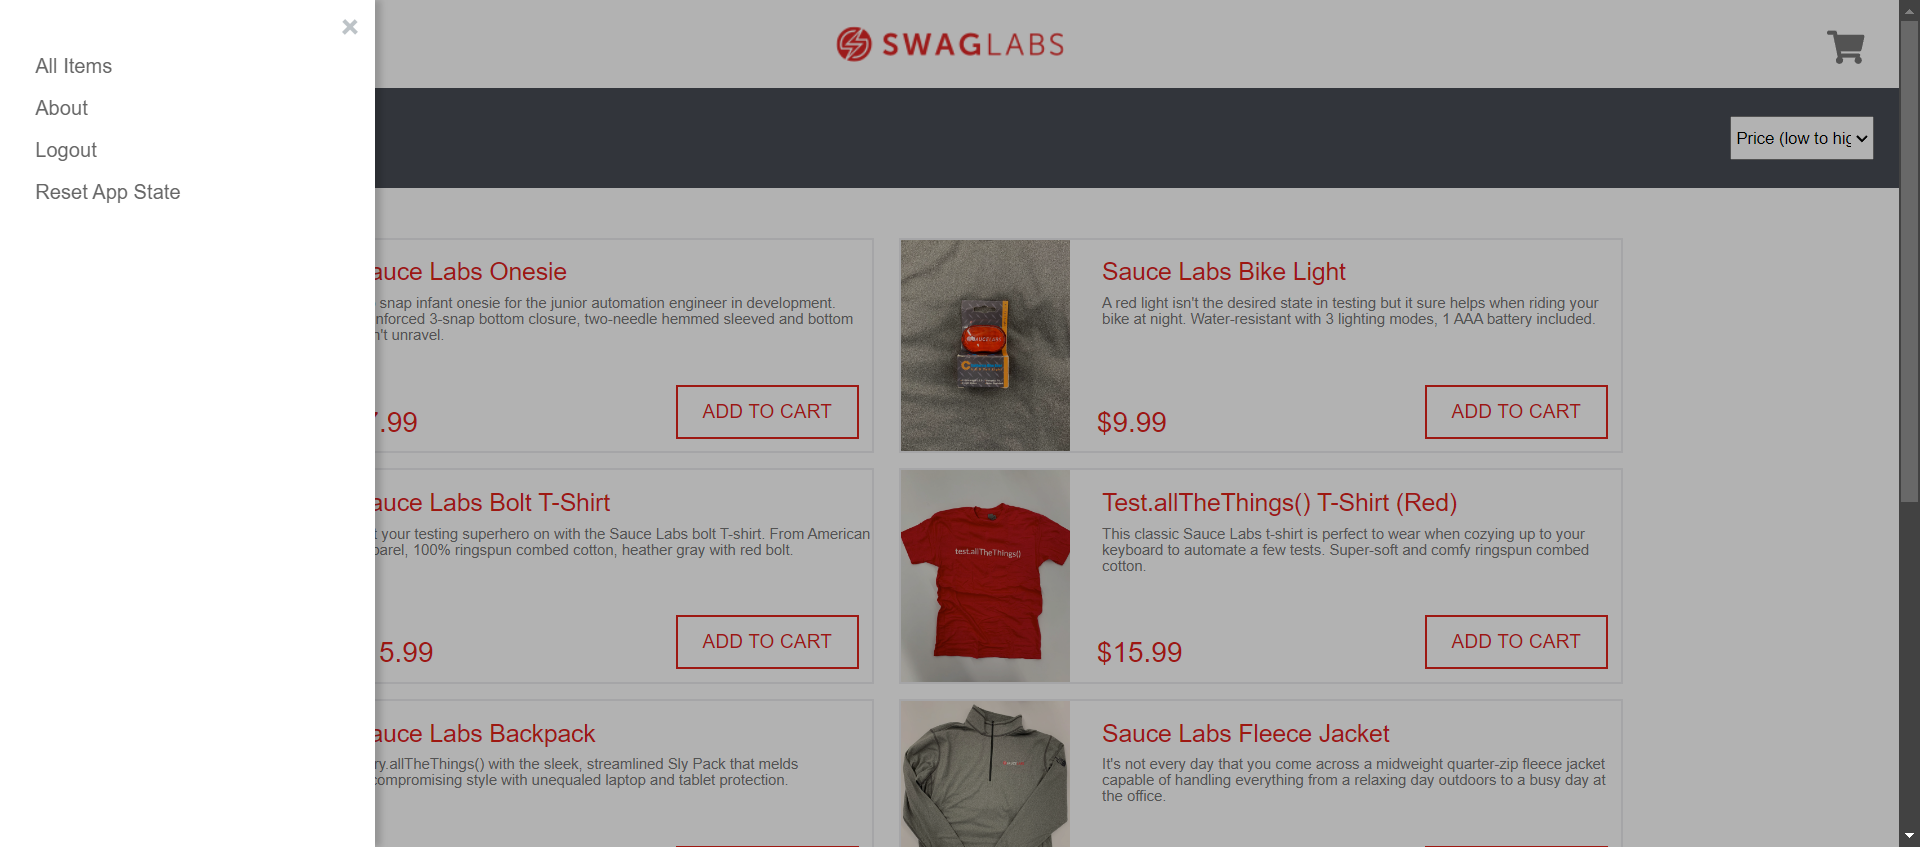 All Items
About
Logout
Reset App State
SWAGLABS
Price (low to hig
auce Labs Onesie
snap infant onesie for the junior automation engineer in development.
nforced 3-snap bottom closure, two-needle hemmed sleeved and bottom
n't unravel.
.99
ADD TO CART
Sauce Labs Bike Light
A red light isn't the desired state in testing but it sure helps when riding your
bike at night. Water-resistant with 3 lighting modes, 1 AAA battery included.
$9.99
ADD TO CART
auce Labs Bolt T-Shirt
t your testing superhero on with the Sauce Labs bolt T-shirt. From American
parel, 100% ringspun combed cotton, heather gray with red bolt.
5.99
ADD TO CART
test.allTheThings()
Test.allTheThings() T-Shirt (Red)
This classic Sauce Labs t-shirt is perfect to wear when cozying up to your
keyboard to automate a few tests. Super-soft and comfy ringspun combed
cotton.
$15.99
ADD TO CART
auce Labs Backpack
ry.allTheThings() with the sleek, streamlined Sly Pack that melds
compromising style with unequaled laptop and tablet protection.
Sauce Labs Fleece Jacket
It's not every day that you come across a midweight quarter-zip fleece jacket
capable of handling everything from a relaxing day outdoors to a busy day at
the office.